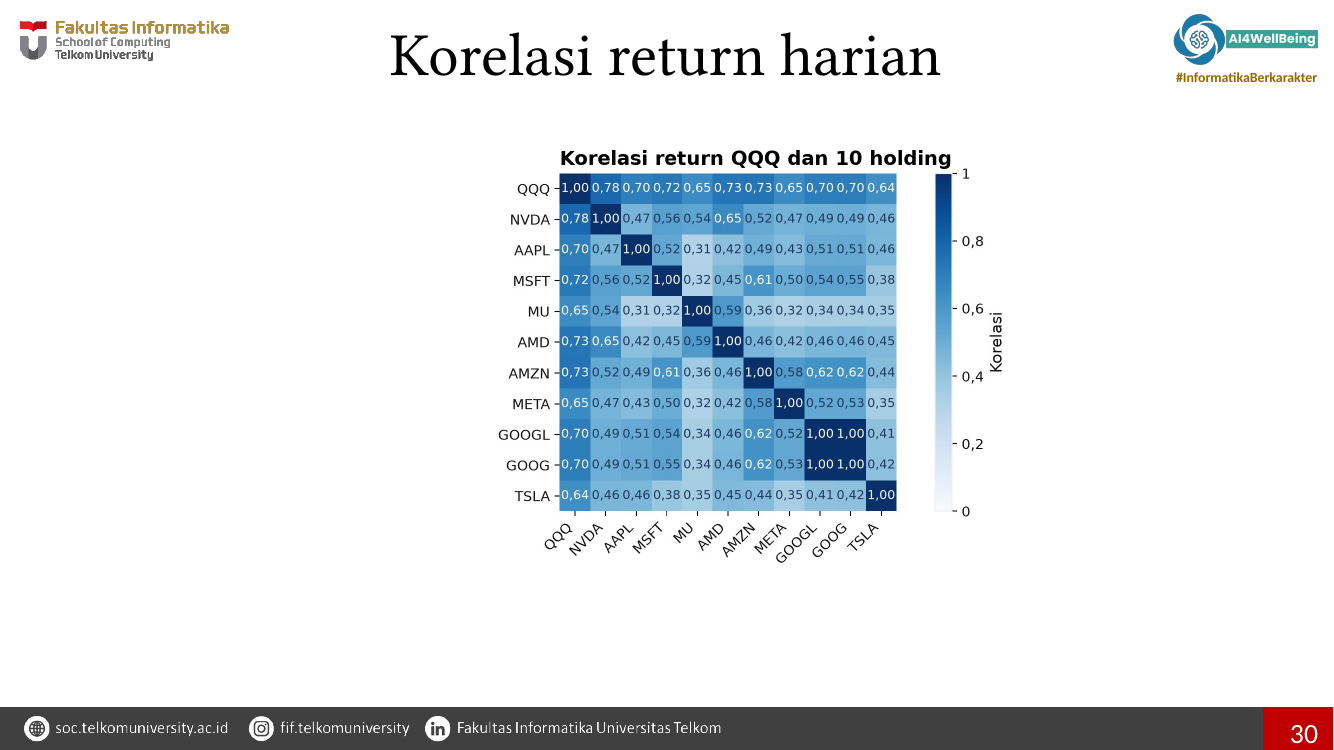 Fakultas Informatika
School of Computing
Telkom University
Korelasi return harian
AI4WellBeing
#InformatikaBerkarakter
Korelasi return QQQ dan 10 holding
QQQ 1,00 0,78 0,70 0,72 0,65 0,73 0,73 0,65 0,70 0,70 0,64
NVDA 0,78 1,00 0,47 0,56 0,54 0,65 0,52 0,47 0,49 0,49 0,46
AAPL 0,70 0,47 1,00 0,52 0,31 0,42 0,49 0,43 0,51 0,51 0,46
MSFT 0,72 0,56 0,52 1,00 0,32 0,45 0,61 0,50 0,54 0,55 0,38
MU 0,65 0,54 0,31 0,32 1,00 0,59 0,36 0,32 0,34 0,34 0,35
AMD 0,73 0,65 0,42 0,45 0,59 1,00 0,46 0,42 0,46 0,46 0,45
AMZN 0,73 0,52 0,49 0,61 0,36 0,46 1,00 0,58 0,62 0,62 0,44
META 0,65 0,47 0,43 0,50 0,32 0,42 0,58 1,00 0,52 0,53 0,35
GOOGL 0,70 0,49 0,51 0,54 0,34 0,46 0,62 0,52 1,00 1,00 0,41
GOOG 0,70 0,49 0,51 0,55 0,34 0,46 0,62 0,53 1,00 1,00 0,42
TSLA 0,64 0,46 0,46 0,38 0,35 0,45 0,44 0,35 0,41 0,42 1,00
QQQ NVDA AAPL MSFT MU AMD AMZN META GOOGL GOOG TSLA
1
0,8
0,6
0,4
0,2
0
Korelasi
soc.telkomuniversity.ac.id fif.telkomuniversity Fakultas Informatika Universitas Telkom
30